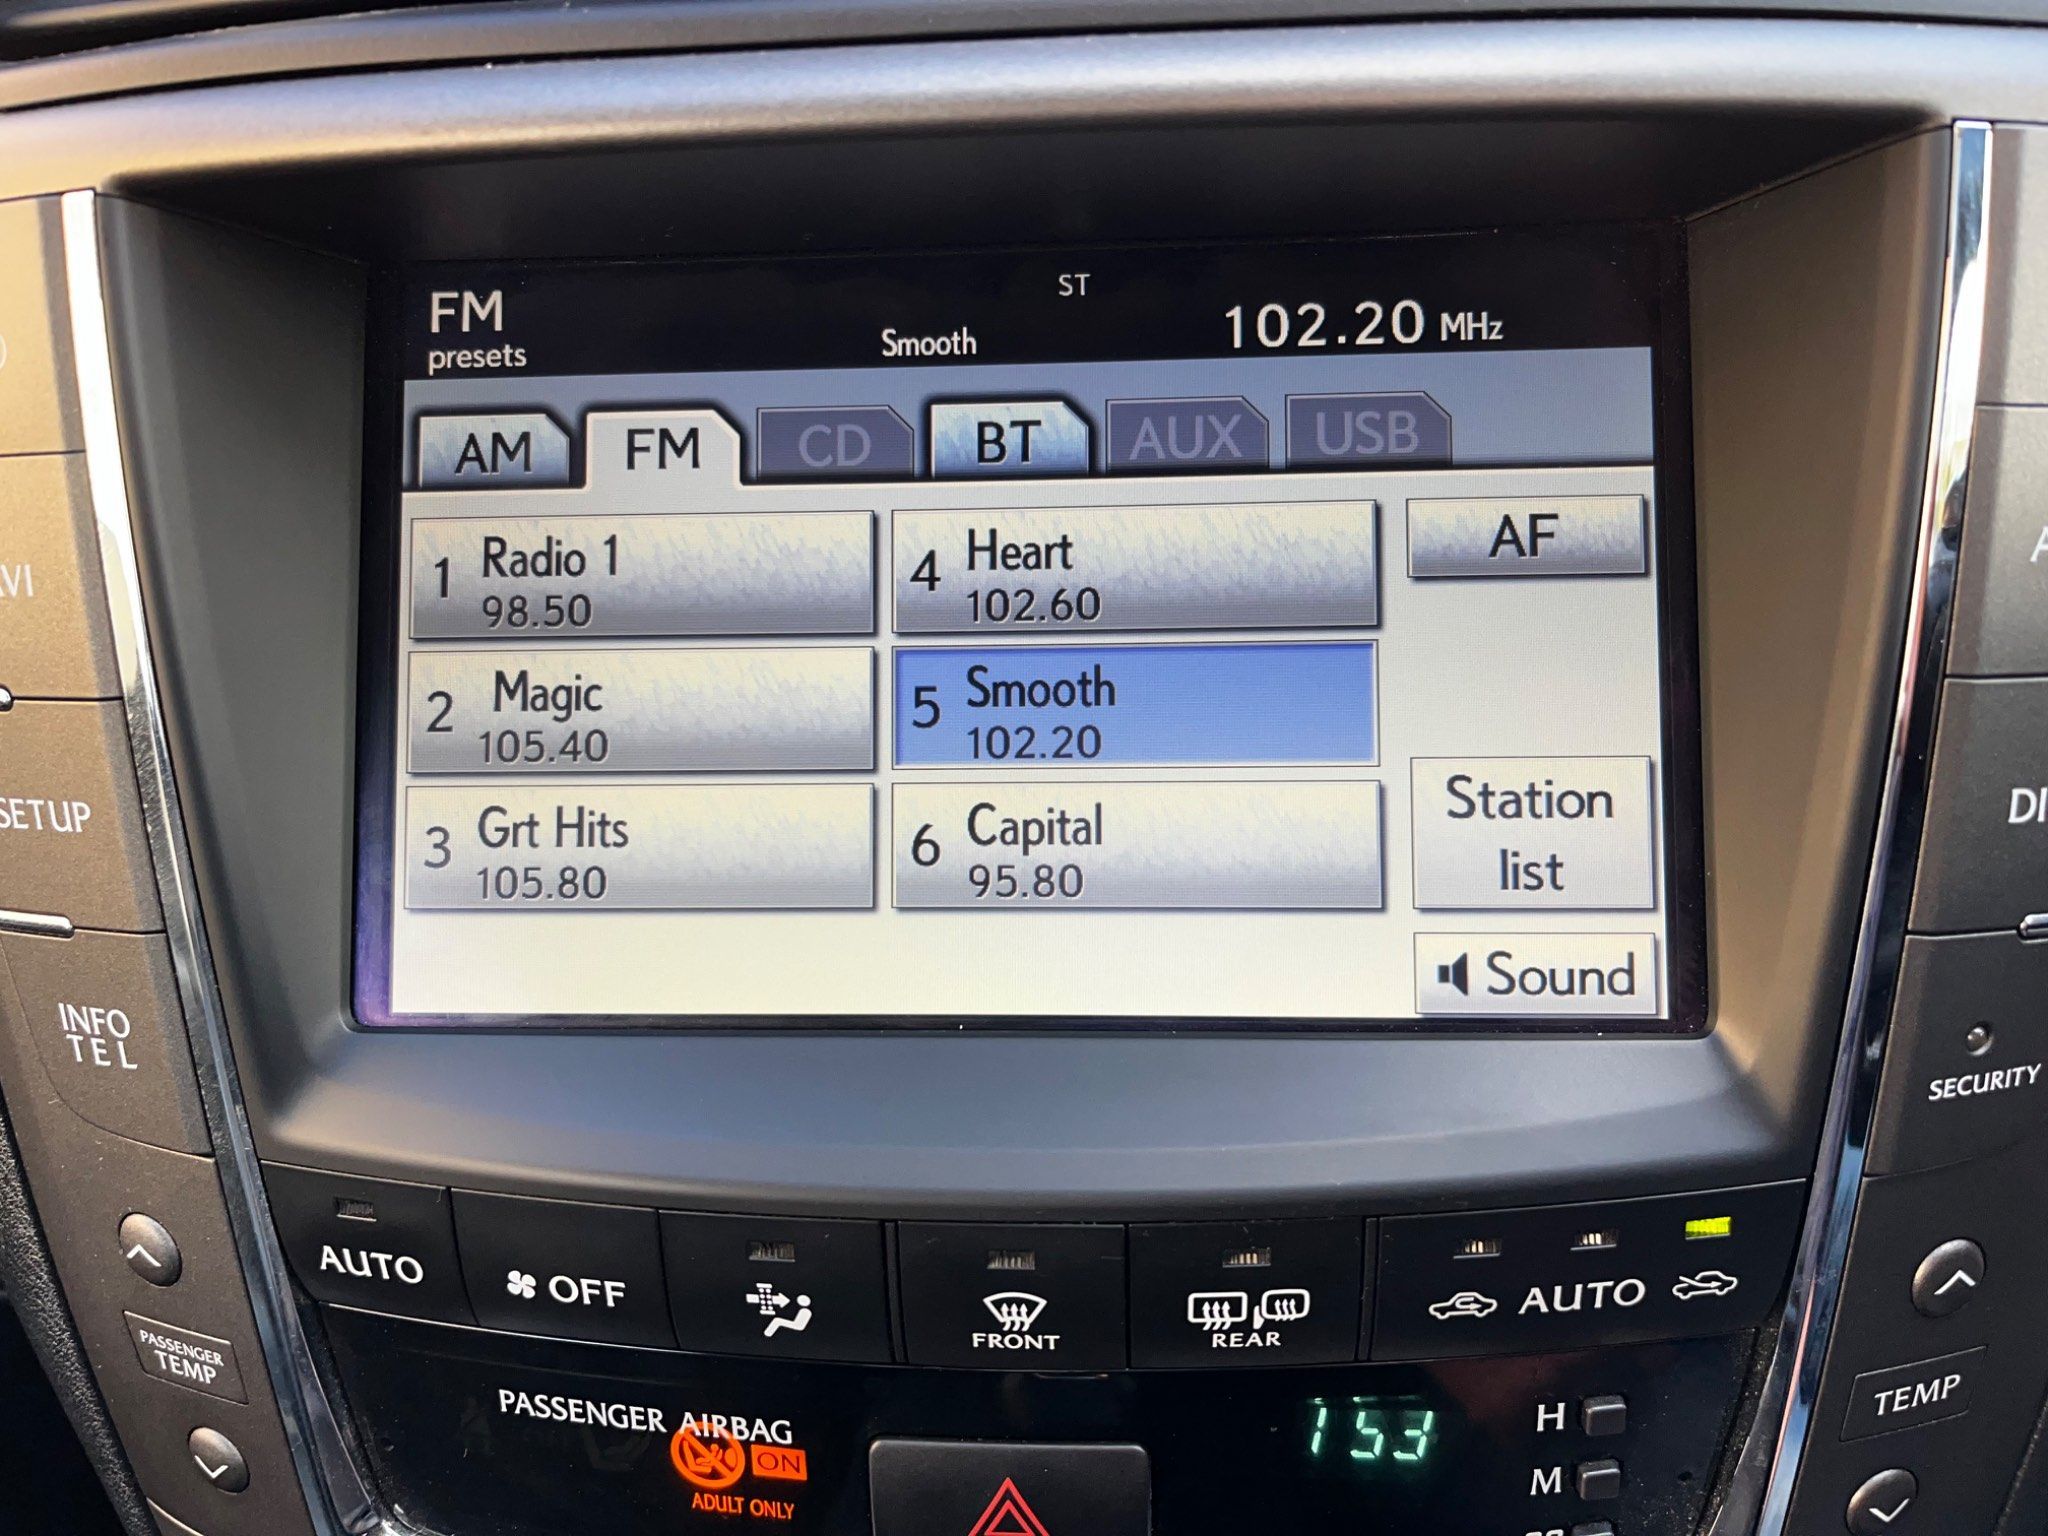 FM
presets
ST
Smooth
102.20 MHz
AM
FM
CD
BT
AUX
USB
1 Radio 1
98.50
4 Heart
102.60
AF
2 Magic
105.40
5 Smooth
102.20
3 Grt Hits
105.80
6 Capital
95.80
Station
list
Sound
SETUP
INFO
TEL
SECURITY
AUTO
OFF
FRONT
REAR
AUTO
PASSENGER
TEMP
TEMP
PASSENGER AIRBAG
ON
ADULT ONLY
153
H
M